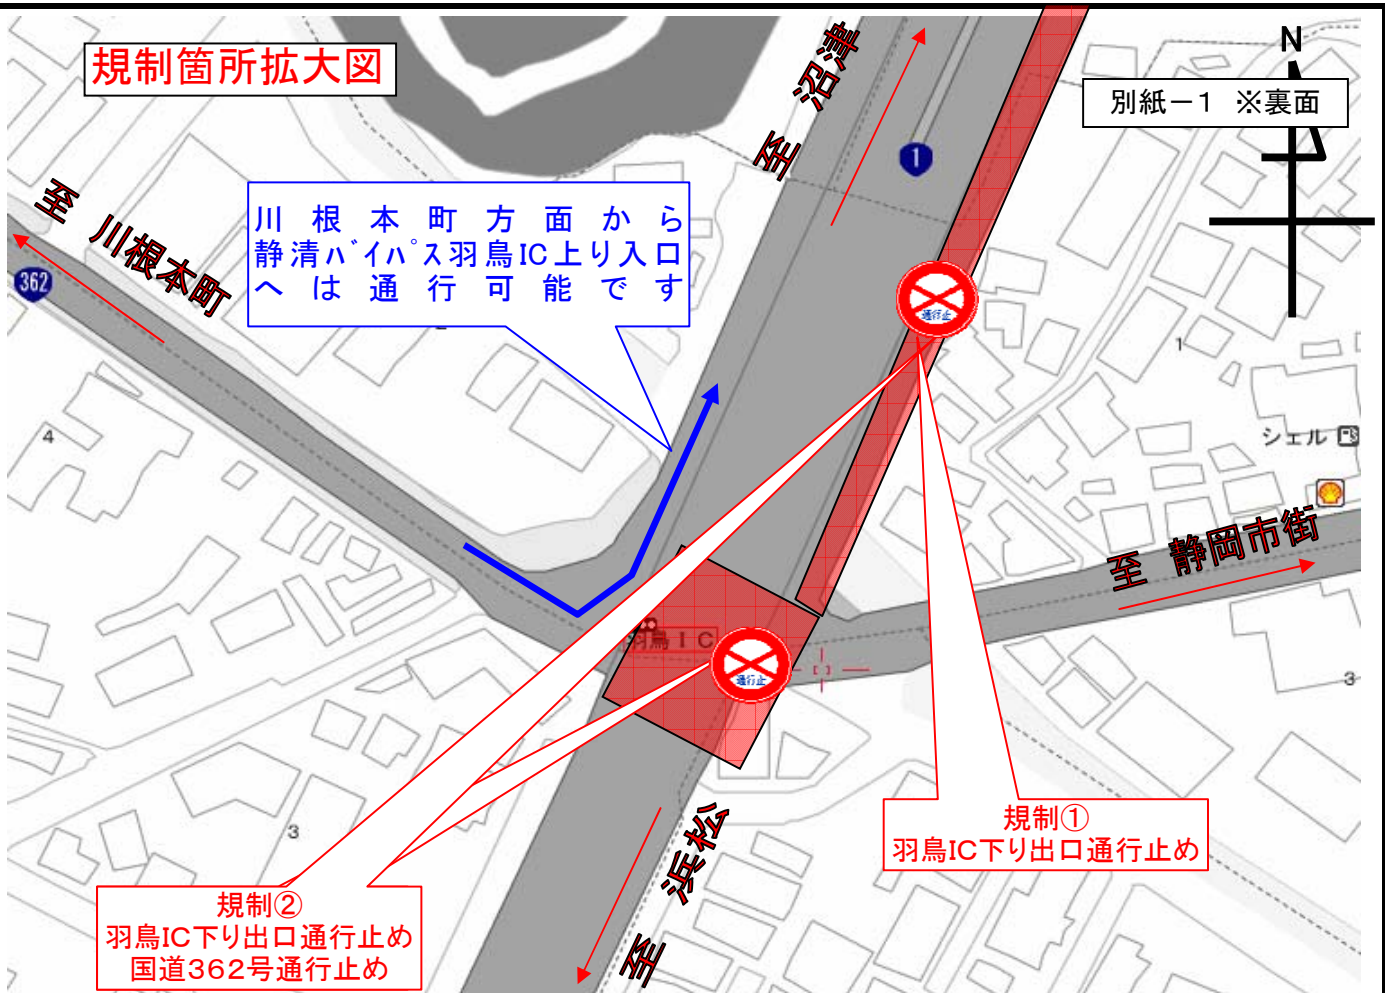 規制箇所拡大図
N
別紙－1 ※裏面
至 沼津
1
川根本町方面から
静清バイパス羽鳥IC上り入口
へは通行可能です
至 川根本町
362
通行止
1
4
シェル
至 静岡市街
羽鳥IC
通行止
3
3
規制①
羽鳥IC下り出口通行止め
至 浜松
規制②
羽鳥IC下り出口通行止め
国道362号通行止め